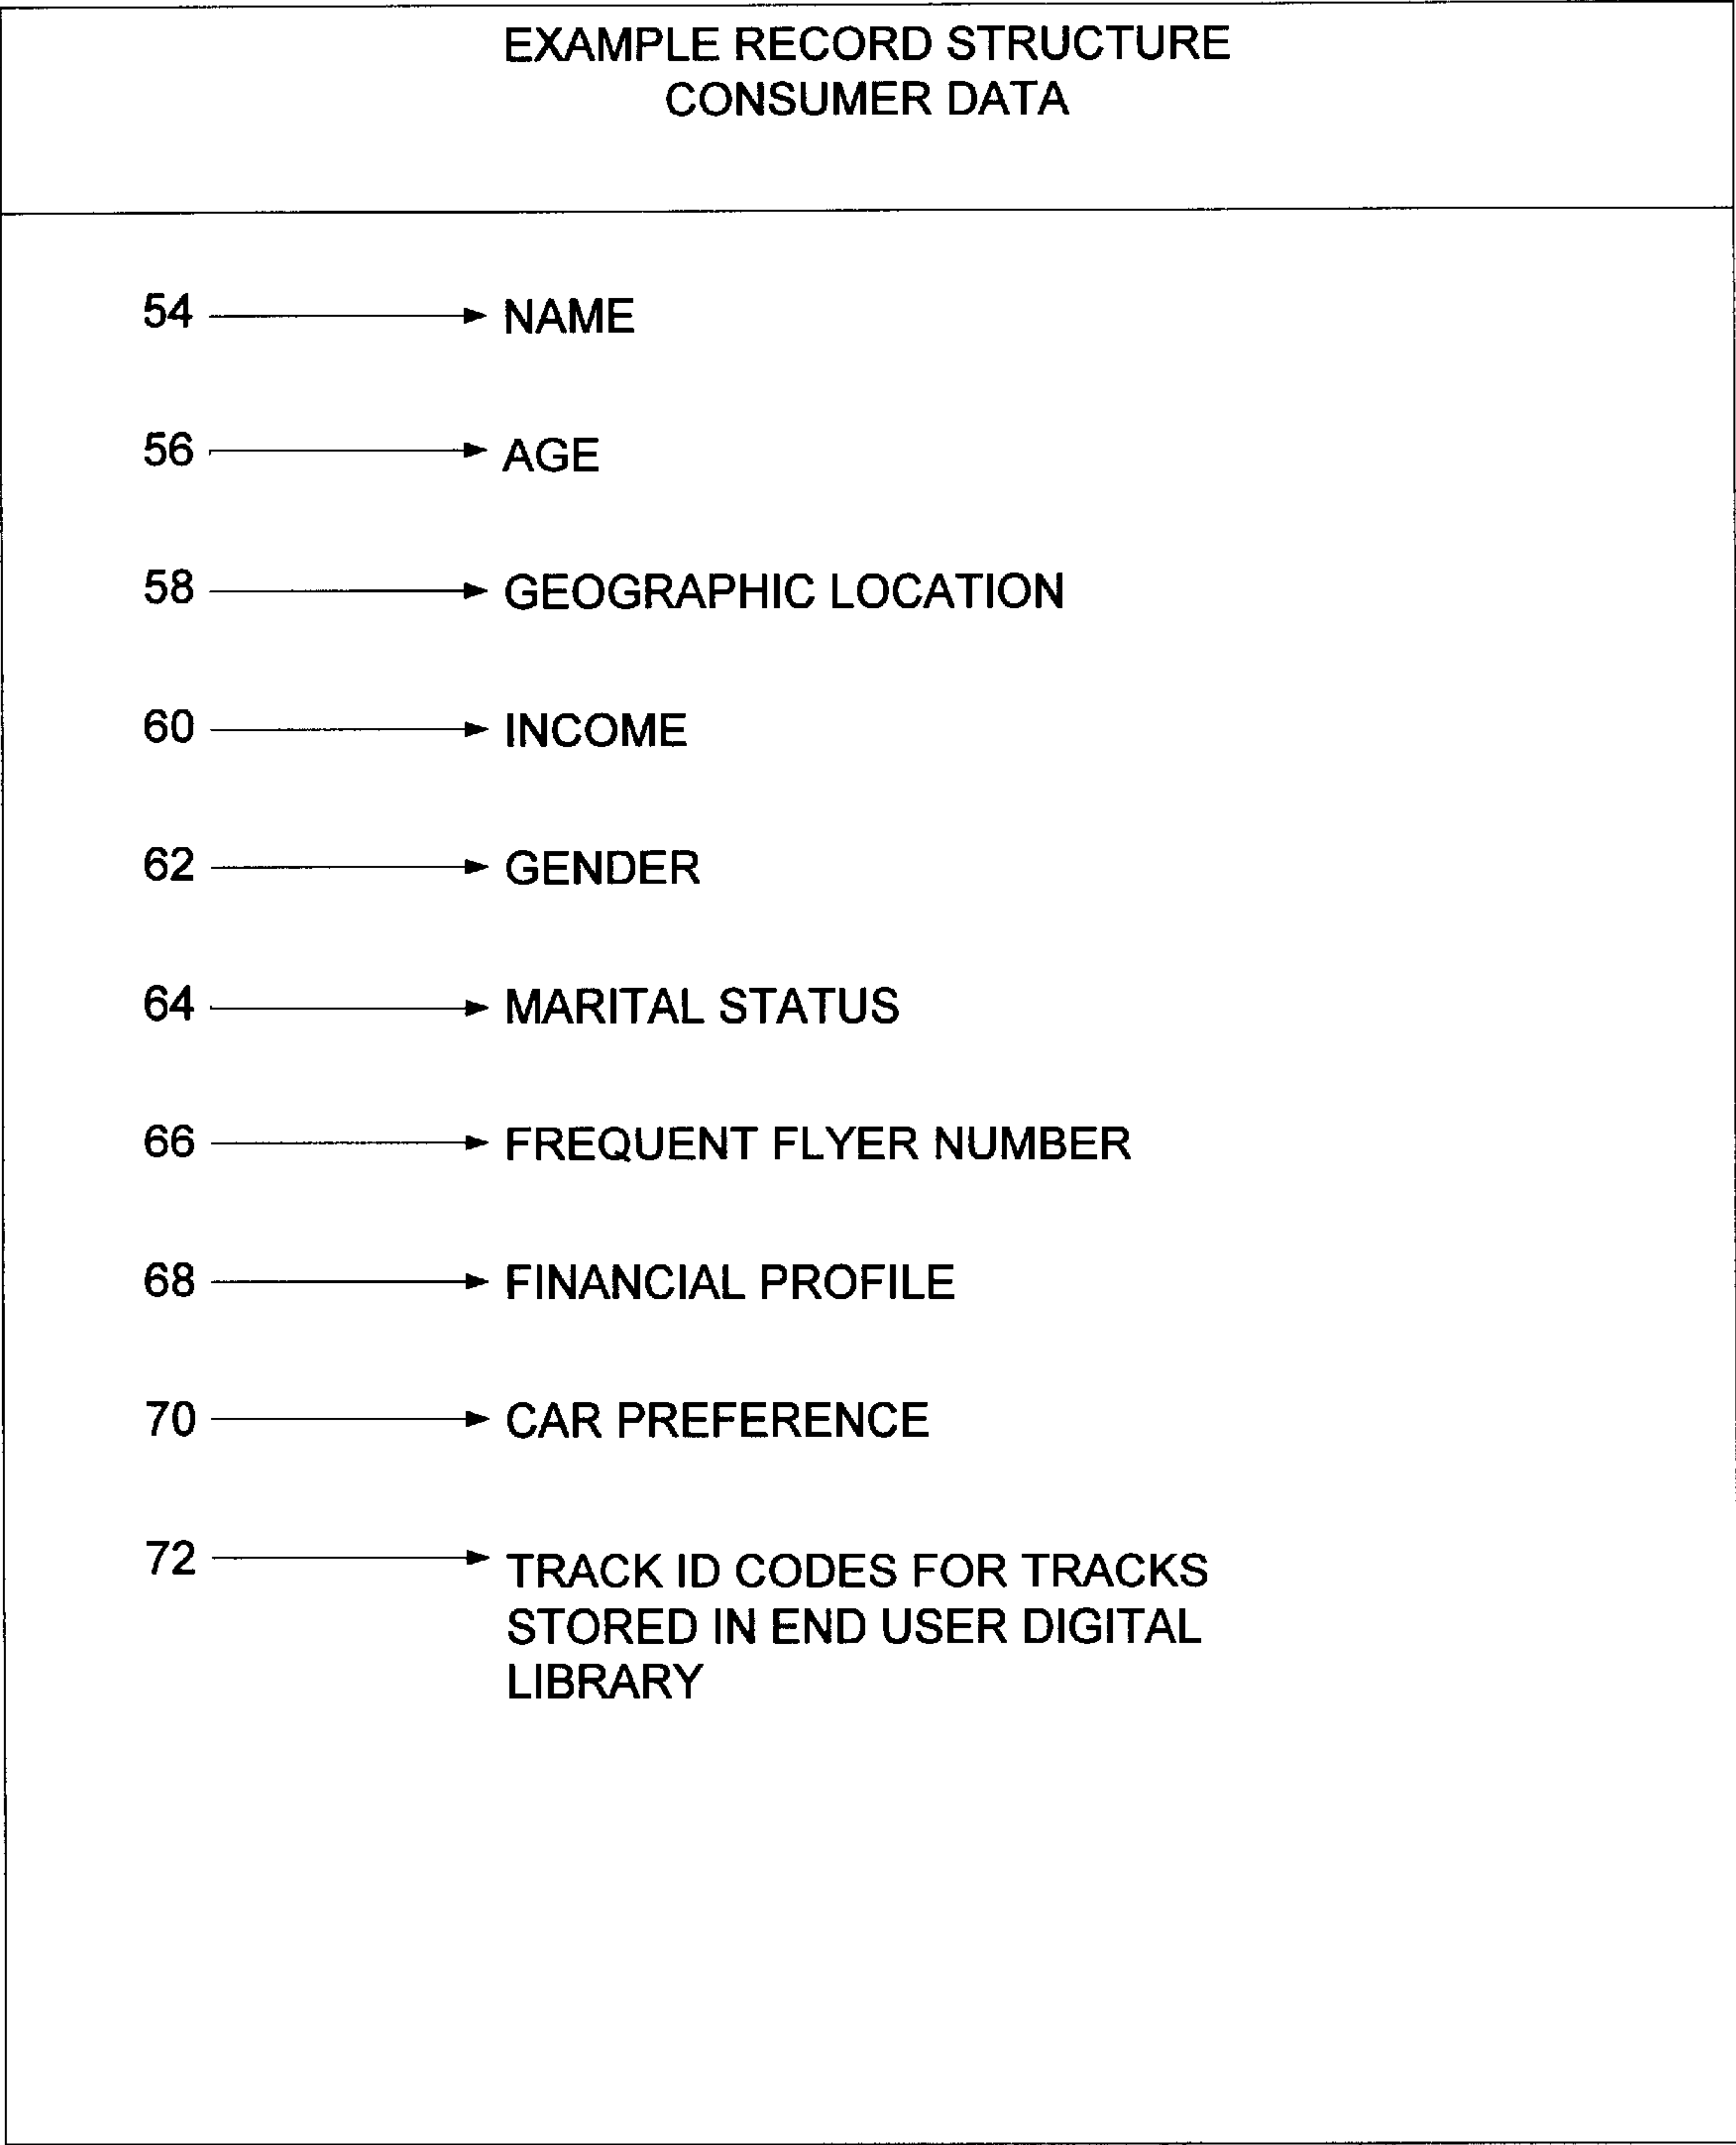 EXAMPLE RECORD STRUCTURE
CONSUMER DATA
54 NAME
56 AGE
58 GEOGRAPHIC LOCATION
60 INCOME
62 GENDER
64 MARITAL STATUS
66 FREQUENT FLYER NUMBER
68 FINANCIAL PROFILE
70 CAR PREFERENCE
72 TRACK ID CODES FOR TRACKS
STORED IN END USER DIGITAL
LIBRARY